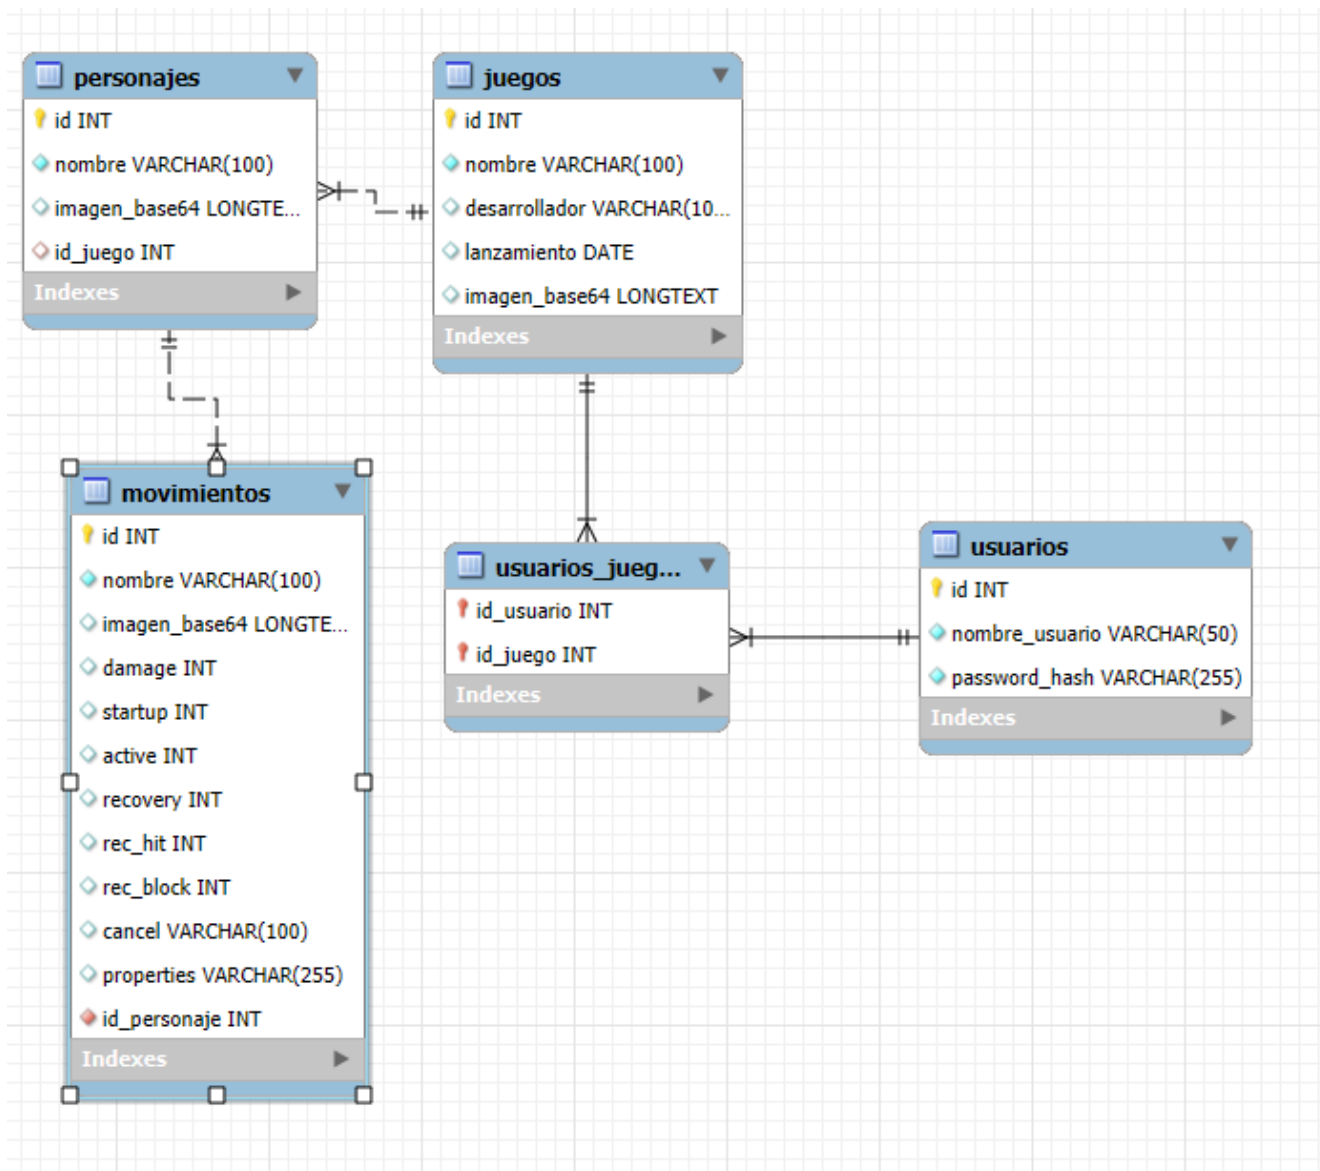 personajes
id INT
nombre VARCHAR(100)
imagen_base64 LONGTE...
id_juego INT
Indexes
juegos
id INT
nombre VARCHAR(100)
desarrollador VARCHAR(10...
lanzamiento DATE
imagen_base64 LONGTEXT
Indexes
movimientos
id INT
nombre VARCHAR(100)
imagen_base64 LONGTE...
damage INT
startup INT
active INT
recovery INT
rec_hit INT
rec_block INT
cancel VARCHAR(100)
properties VARCHAR(255)
id_personaje INT
Indexes
usuarios_jueg...
id_usuario INT
id_juego INT
Indexes
usuarios
id INT
nombre_usuario VARCHAR(50)
password_hash VARCHAR(255)
Indexes